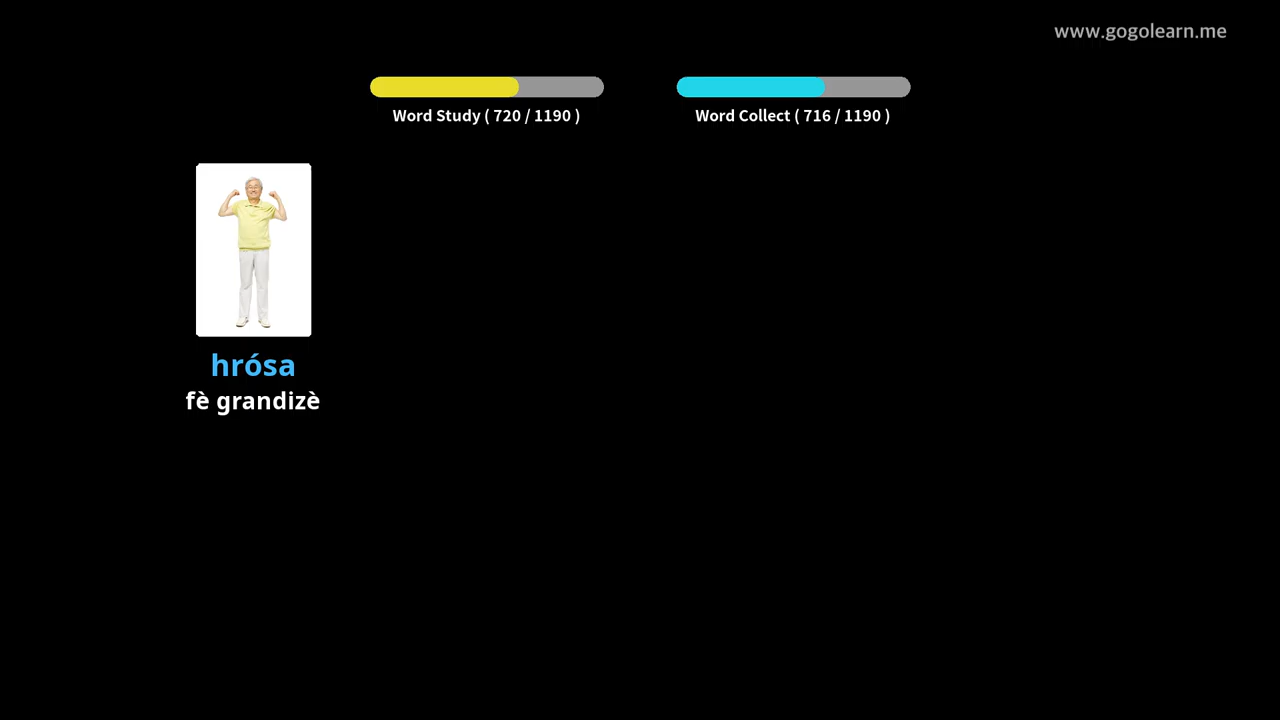 www.gogolearn.me
Word Study ( 720 / 1190 )
Word Collect ( 716 / 1190 )
hrósa
fè grandizè